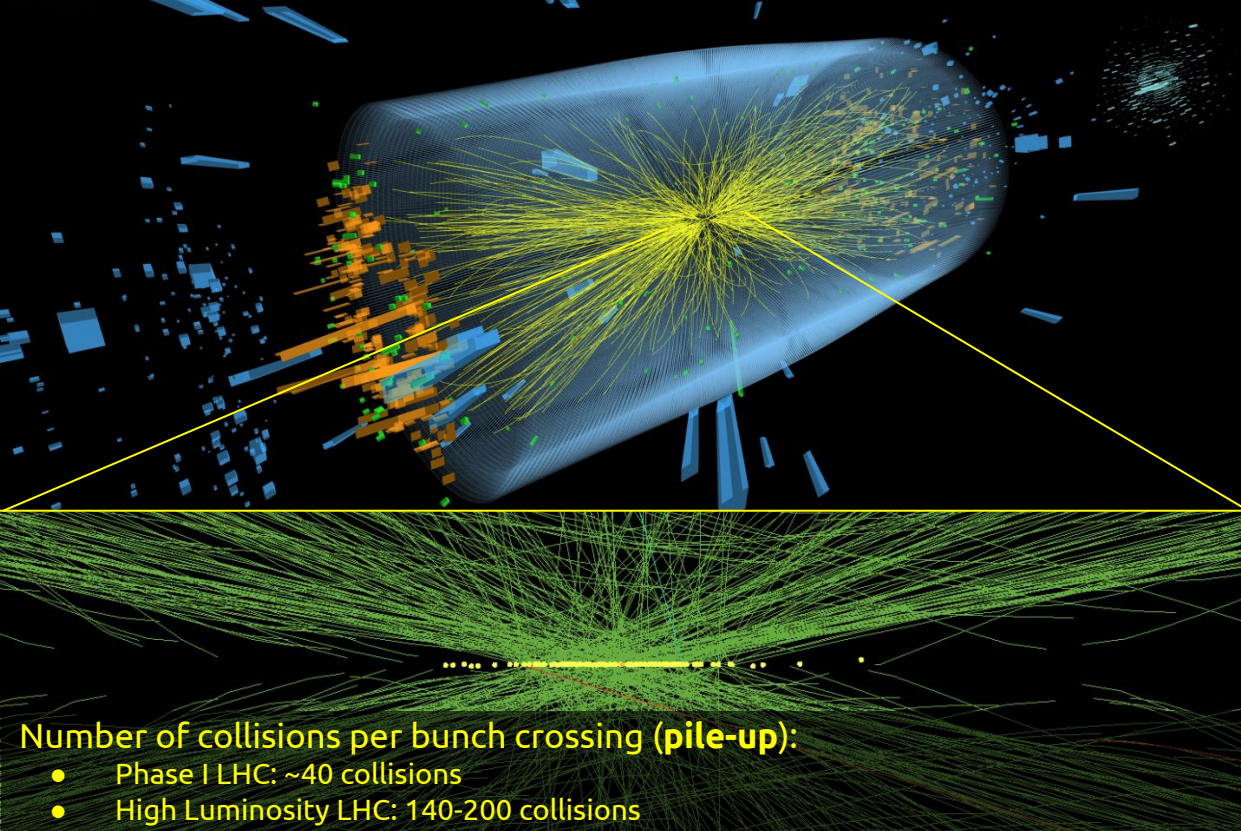 Number of collisions per bunch crossing (pile-up):
● Phase I LHC: ~40 collisions
● High Luminosity LHC: 140-200 collisions